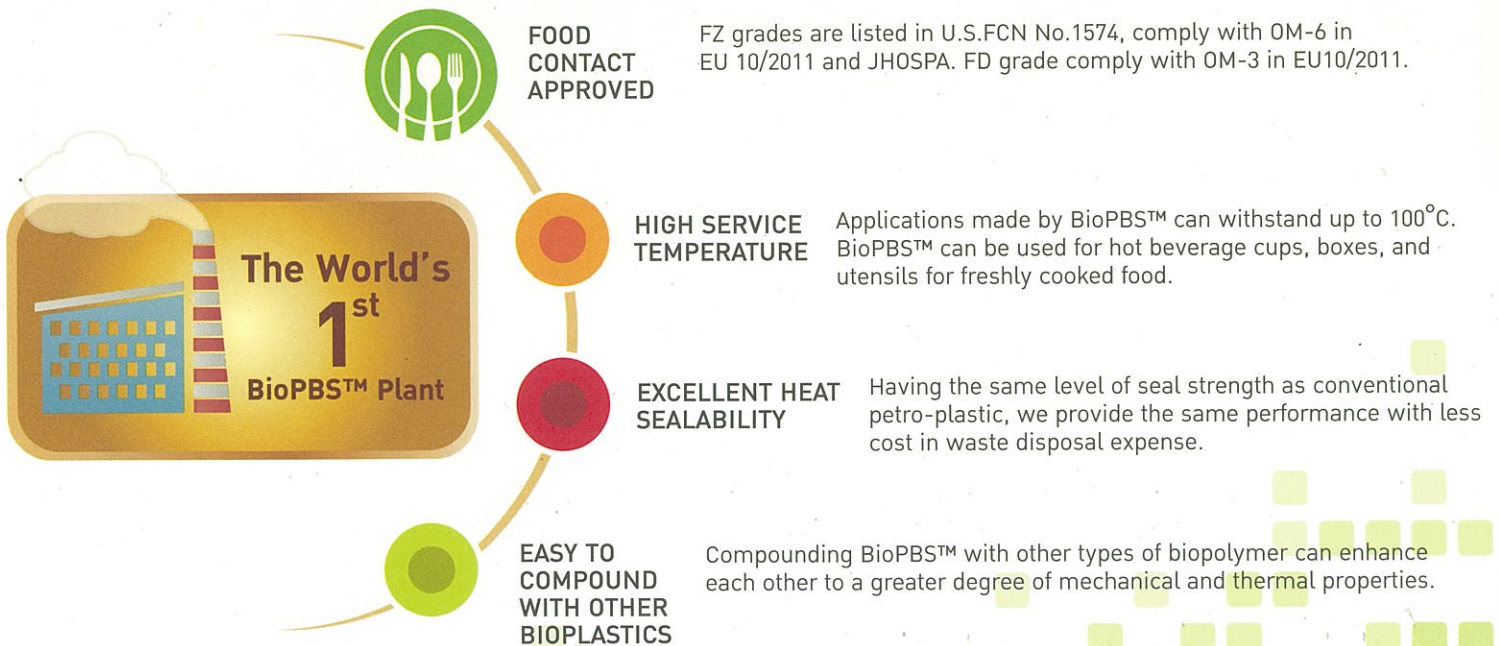 FOOD
CONTACT
APPROVED
FZ grades are listed in U.S.FCN No.1574, comply with OM-6 in
EU 10/2011 and JHOSPA. FD grade comply with OM-3 in EU10/2011.
The World's
1st
BioPBS™ Plant
HIGH SERVICE
TEMPERATURE
Applications made by BioPBS™ can withstand up to 100°C.
BioPBS™ can be used for hot beverage cups, boxes, and
utensils for freshly cooked food.
EXCELLENT HEAT
SEALABILITY
Having the same level of seal strength as conventional
petro-plastic, we provide the same performance with less
cost in waste disposal expense.
EASY TO
COMPOUND
WITH OTHER
BIOPLASTICS
Compounding BioPBS™ with other types of biopolymer can enhance
each other to a greater degree of mechanical and thermal properties.